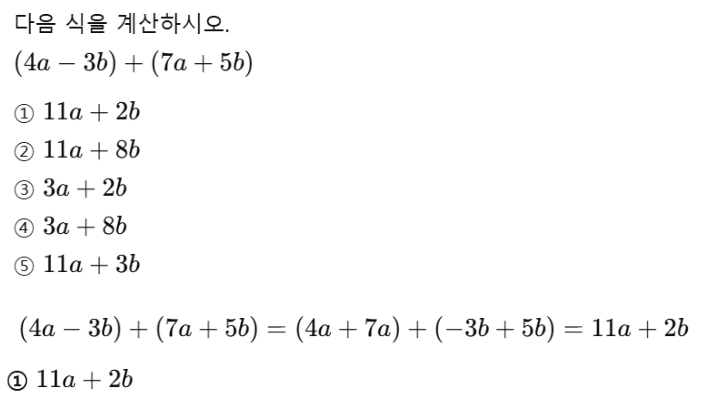 다음 식을 계산하시오.
(4a − 3b) + (7a + 5b)
① 11a + 2b
② 11a + 8b
③ 3a + 2b
④ 3a + 8b
⑤ 11a + 3b
(4a − 3b) + (7a + 5b) = (4a + 7a) + (−3b + 5b) = 11a + 2b
① 11a + 2b